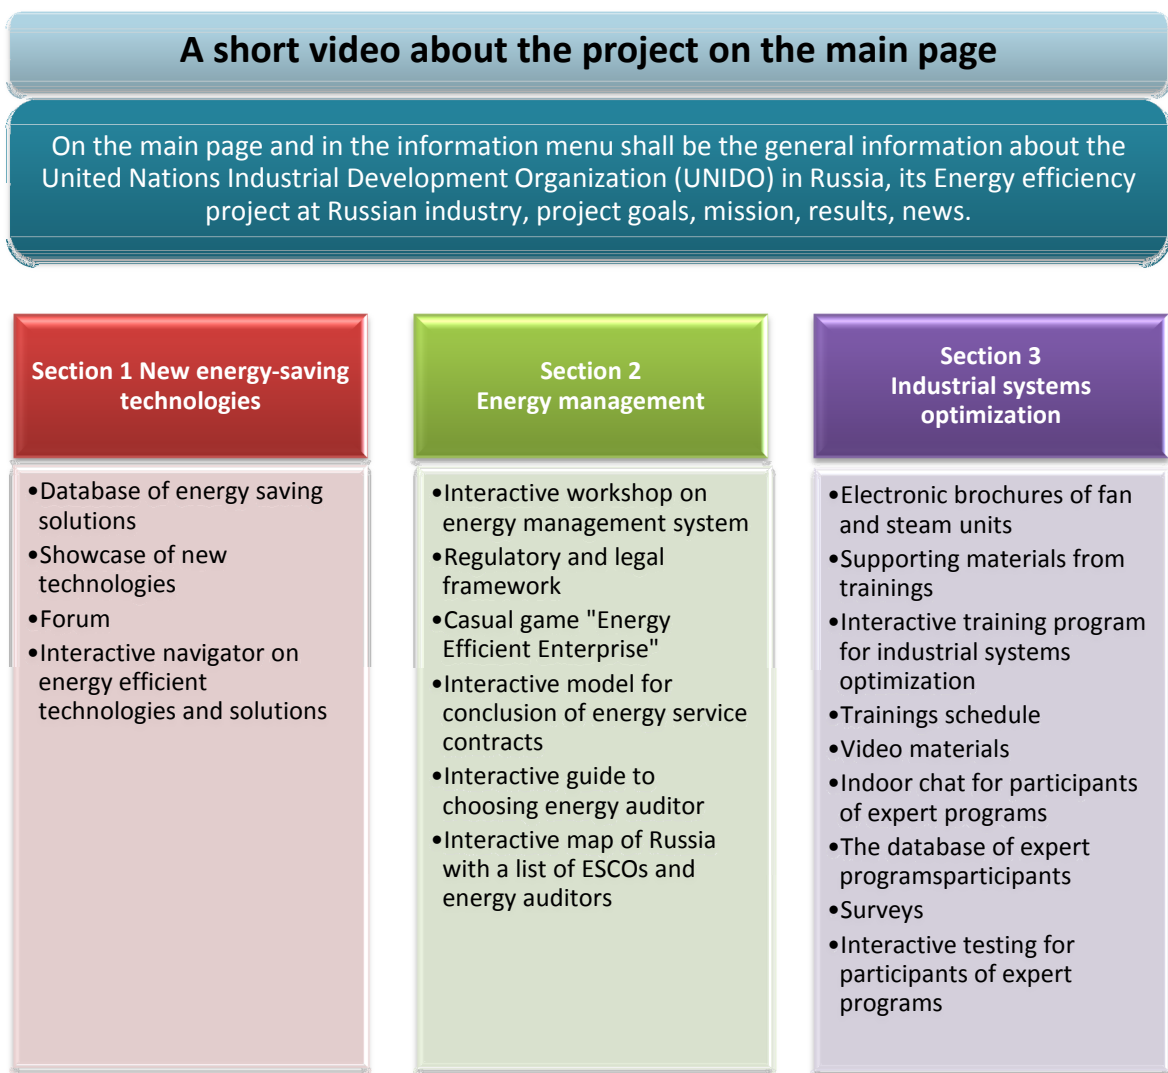 A short video about the project on the main page
On the main page and in the information menu shall be the general information about the
United Nations Industrial Development Organization (UNIDO) in Russia, its Energy efficiency
project at Russian industry, project goals, mission, results, news.
Section 1 New energy-saving
technologies
•Database of energy saving
solutions
•Showcase of new
technologies
•Forum
•Interactive navigator on
energy efficient
technologies and solutions
Section 2
Energy management
•Interactive workshop on
energy management system
•Regulatory and legal
framework
•Casual game "Energy
Efficient Enterprise"
•Interactive model for
conclusion of energy service
contracts
•Interactive guide to
choosing energy auditor
•Interactive map of Russia
with a list of ESCOs and
energy auditors
Section 3
Industrial systems
optimization
•Electronic brochures of fan
and steam units
•Supporting materials from
trainings
•Interactive training program
for industrial systems
optimization
•Trainings schedule
•Video materials
•Indoor chat for participants
of expert programs
•The database of expert
programsparticipants
•Surveys
•Interactive testing for
participants of expert
programs